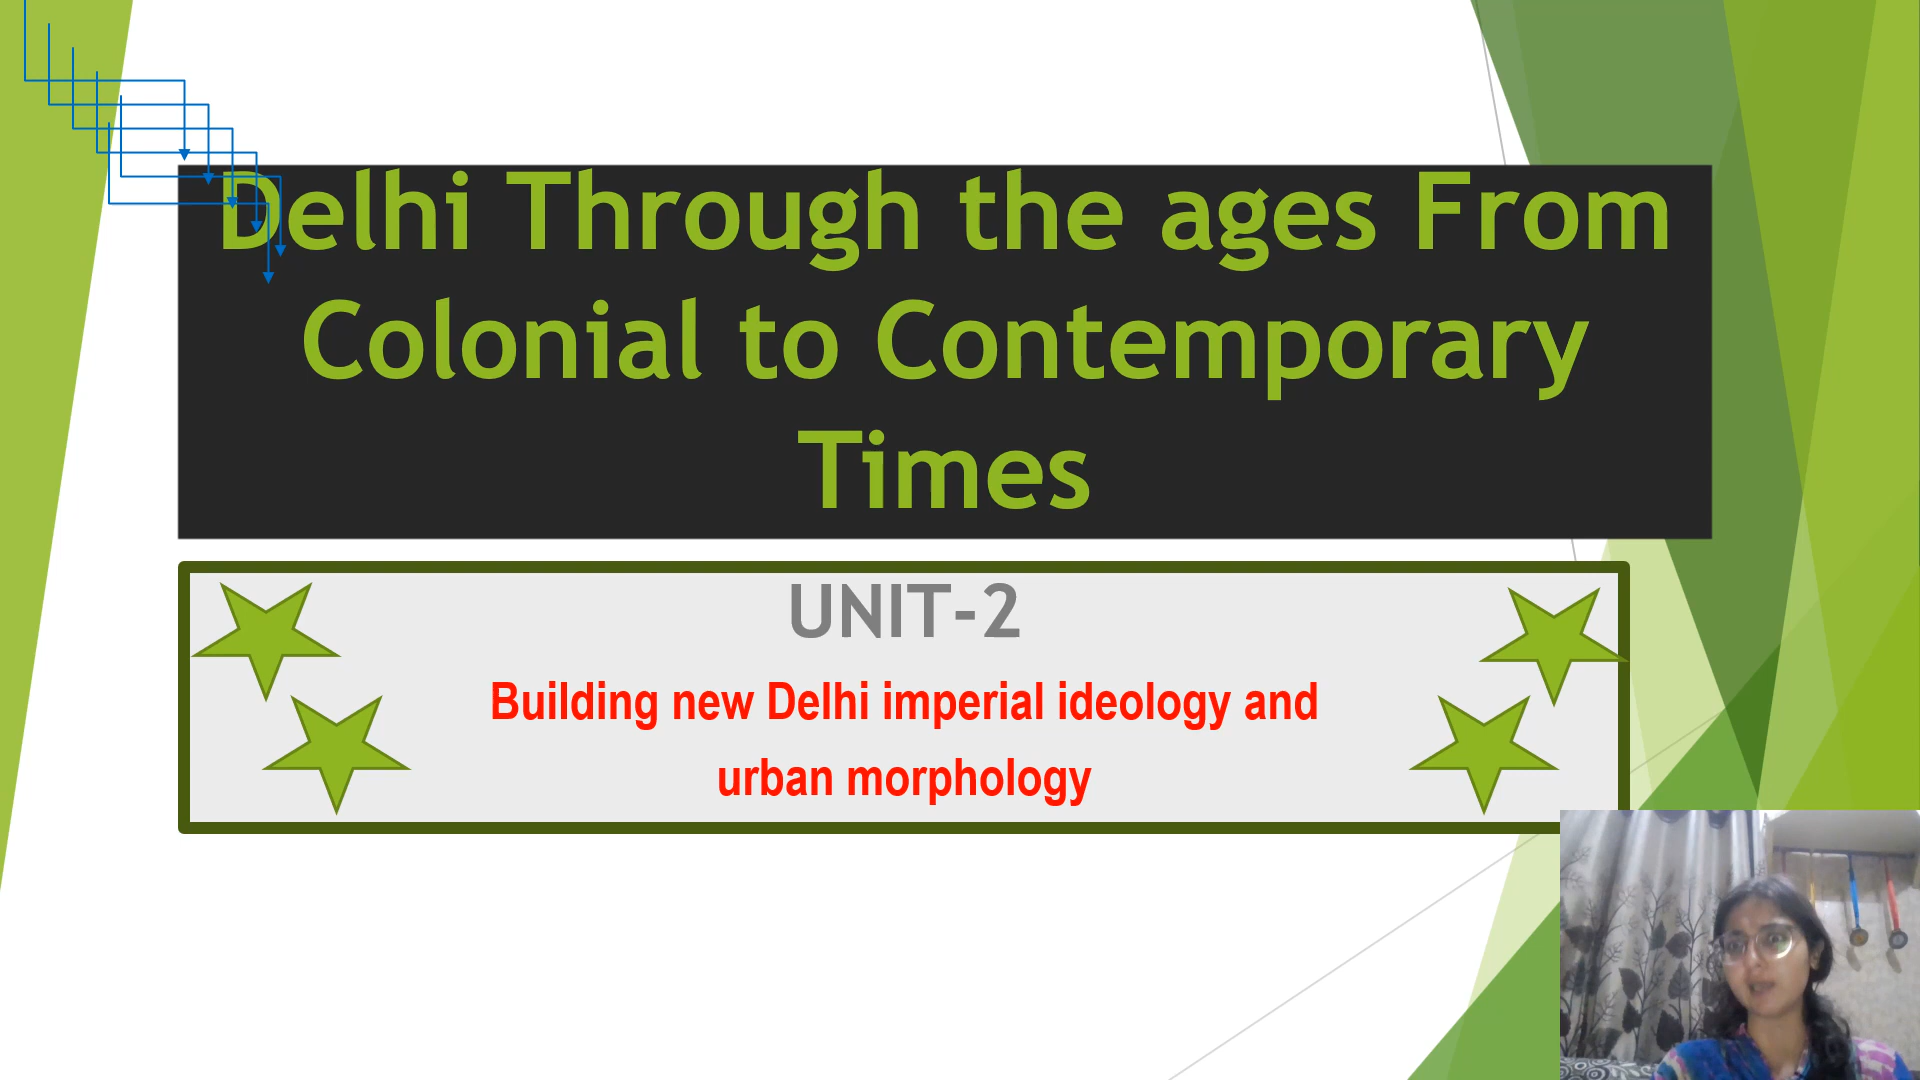 Delhi Through the ages From
Colonial to Contemporary
Times
UNIT-2
Building new Delhi imperial ideology and
urban morphology